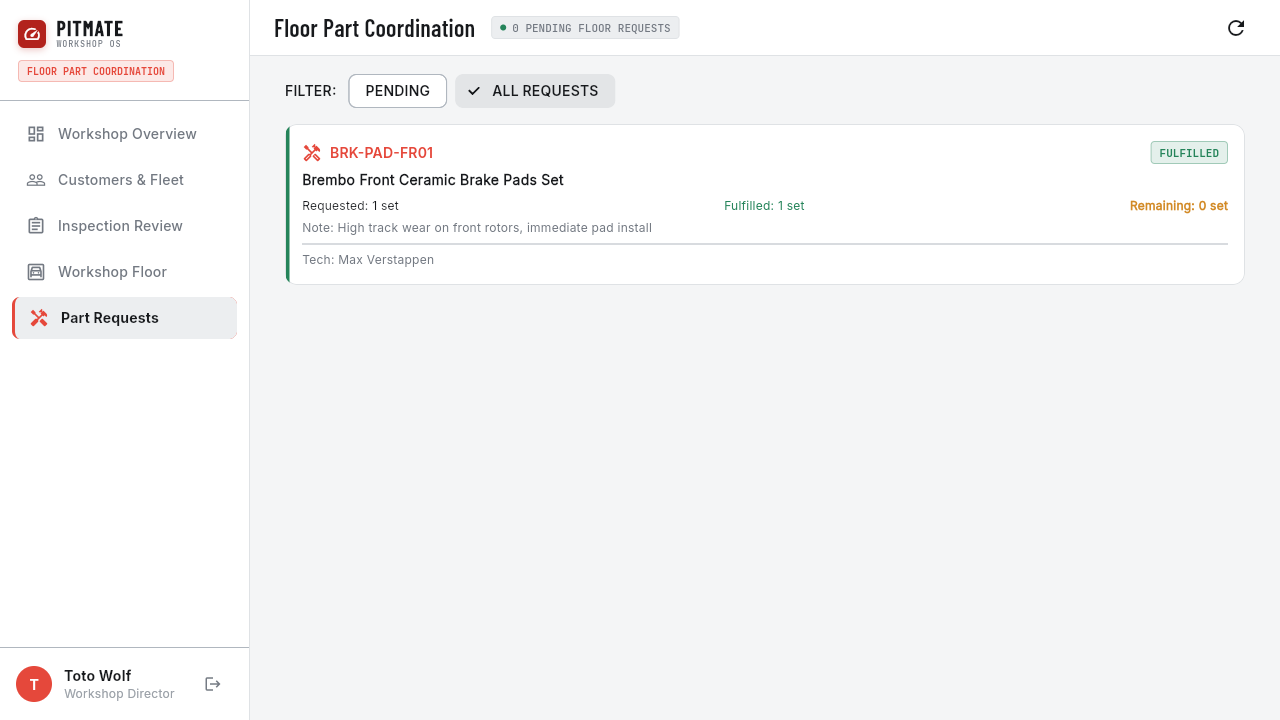 PITMATE
WORKSHOP OS
FLOOR PART COORDINATION
Workshop Overview
Customers & Fleet
Inspection Review
Workshop Floor
Part Requests
T
Toto Wolf
Workshop Director
Floor Part Coordination
0 PENDING FLOOR REQUESTS
FILTER:
PENDING
ALL REQUESTS
BRK-PAD-FR01
FULFILLED
Brembo Front Ceramic Brake Pads Set
Requested: 1 set
Fulfilled: 1 set
Remaining: 0 set
Note: High track wear on front rotors, immediate pad install
Tech: Max Verstappen